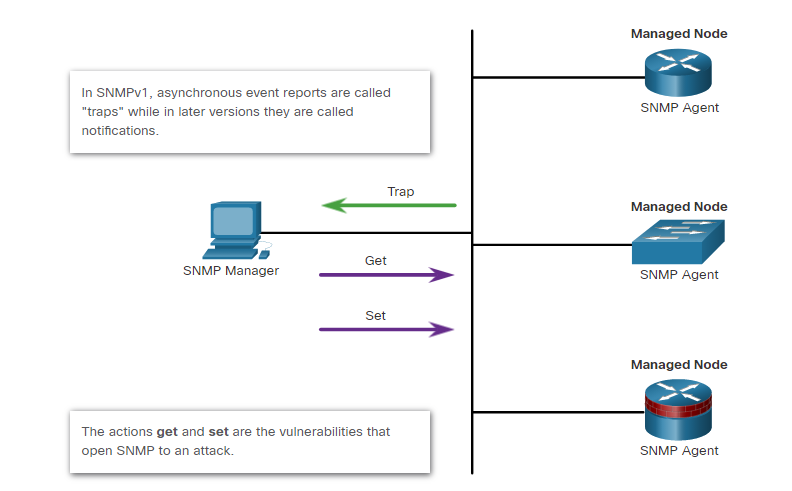 Managed Node
In SNMPv1, asynchronous event reports are called
"traps" while in later versions they are called
notifications.
SNMP Agent
Trap
Managed Node
SNMP Manager
Get
SNMP Agent
Set
Managed Node
The actions get and set are the vulnerabilities that
open SNMP to an attack.
SNMP Agent